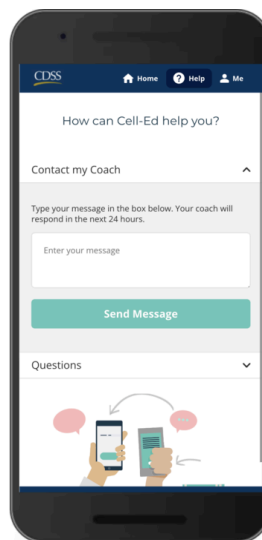 CDSS
Home
Help
Me
How can Cell-Ed help you?
Contact my Coach
Type your message in the box below. Your coach will
respond in the next 24 hours.
Enter your message
Send Message
Questions